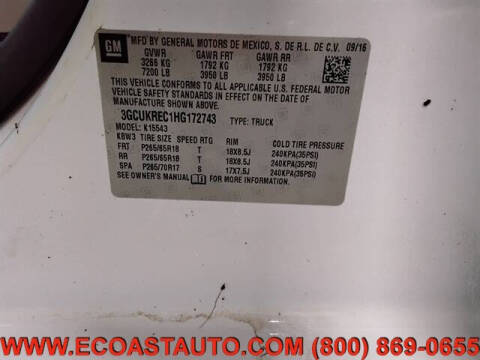 GM MFD BY GENERAL MOTORS DE MEXICO, S. DE R.L. DE C.V. 09/16
GVWR GAWR FRT GAWR RR
3266 KG 1792 KG 1792 KG
7200 LB 3950 LB 3950 LB
THIS VEHICLE CONFORMS TO ALL APPLICABLE U.S. FEDERAL MOTOR
VEHICLE SAFETY STANDARDS IN EFFECT ON THE DATE OF
MANUFACTURE SHOWN ABOVE.
3GCUKREC1HG172743 TYPE: TRUCK
MODEL: K15543
KBW3 TIRE SIZE SPEED RTG RIM COLD TIRE PRESSURE
FRT P265/65R18 T 18X8.5J 240KPA(35PSI)
RR P265/65R18 T 18X8.5J 240KPA(35PSI)
SPA P265/70R17 S 17X7.5J 240KPA(35PSI)
SEE OWNER'S MANUAL FOR MORE INFORMATION.
WWW.ECOASTAUTO.COM (800) 869-0655